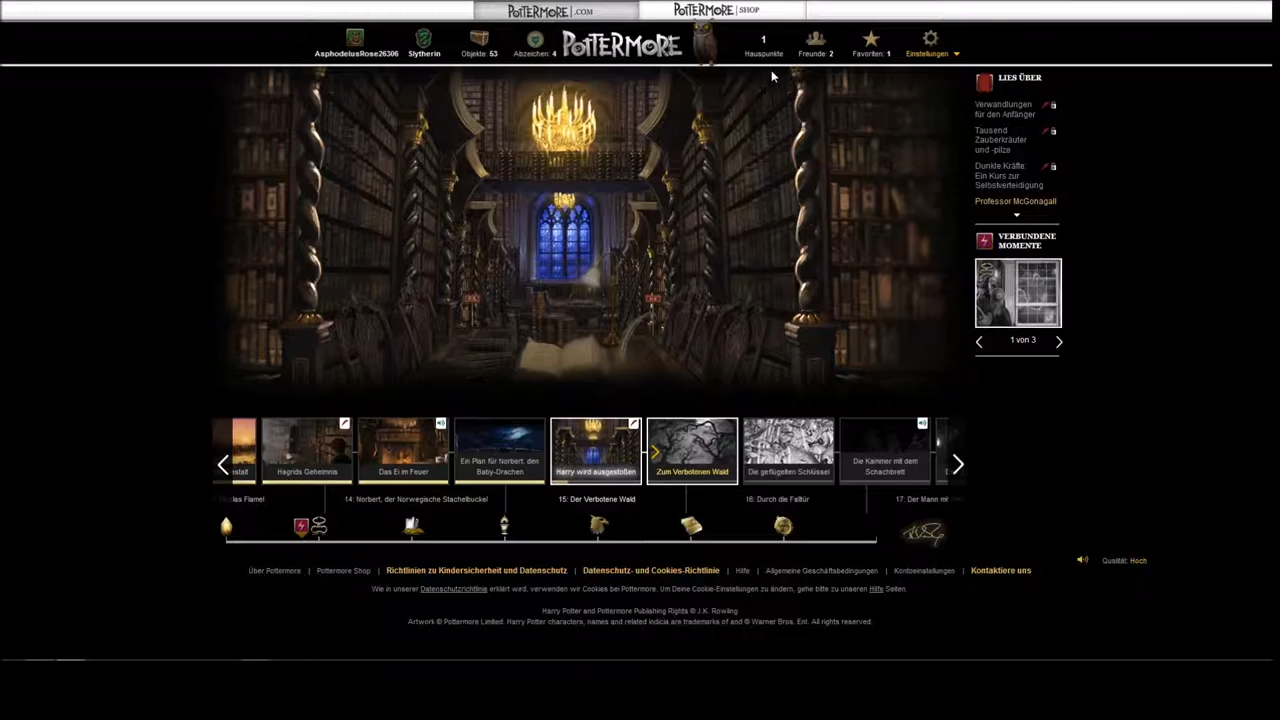 POTTERMORE .COM
POTTERMORE SHOP
AsphodelusRose26306
Slytherin
Objekte: 53
Abzeichen: 4
POTTERMORE
1
Hauspunkte
Freunde: 2
Favoriten: 1
Einstellungen
LIES ÜBER
Verwandlungen
für den Anfänger
Tausend
Zauberkräuter
und -pilze
Dunkle Kräfte:
Ein Kurs zur
Selbstverteidigung
Professor McGonagall
VERBUNDENE
MOMENTE
1 von 3
Hagrids Geheimnis
Das Ei im Feuer
Ein Plan für Norbert, den
Baby-Drachen
Harry wird ausgestoßen
Zum Verbotenen Wald
Die geflügelten Schlüssel
Die Kammer mit dem
Schachbrett
Flamel
14: Norbert, der Norwegische Stachelbuckel
15: Der Verbotene Wald
16: Durch die Falltür
17: Der Mann mit
Qualität: Hoch
Über Pottermore | Pottermore Shop | Richtlinien zu Kindersicherheit und Datenschutz | Datenschutz- und Cookies-Richtlinie | Hilfe | Allgemeine Geschäftsbedingungen | Kontoeinstellungen | Kontaktiere uns
Wie in unserer Datenschutzrichtlinie erklärt wird, verwenden wir Cookies bei Pottermore. Um Deine Cookie-Einstellungen zu ändern, gehe bitte zu unseren Hilfe Seiten.
Harry Potter and Pottermore Publishing Rights © J.K. Rowling
Artwork © Pottermore Limited. Harry Potter characters, names and related indicia are trademarks of and © Warner Bros. Ent. All rights reserved.